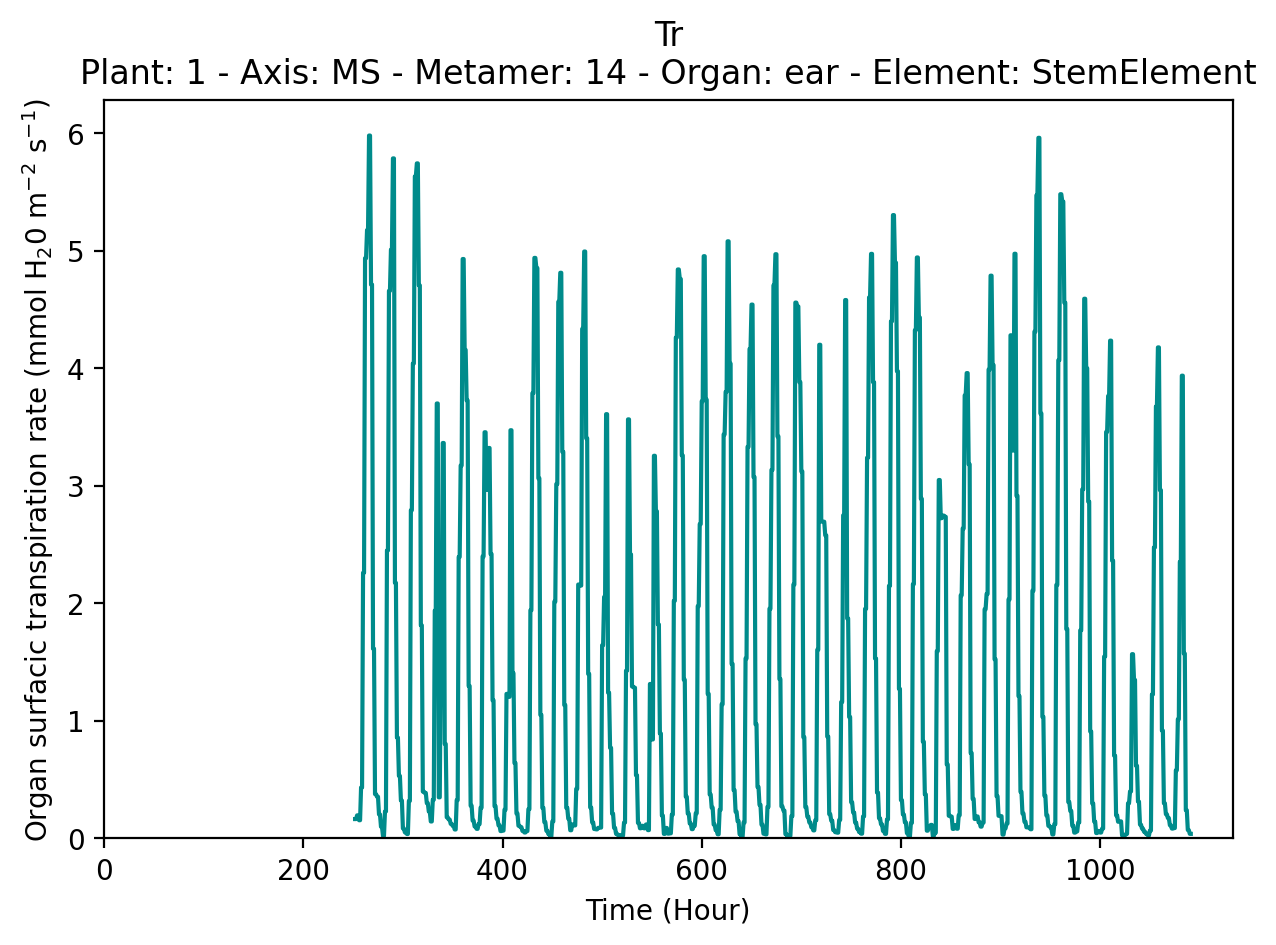 Tr
Plant: 1 - Axis: MS - Metamer: 14 - Organ: ear - Element: StemElement
Organ surfacic transpiration rate (mmol H₂0 m⁻² s⁻¹)
6
5
4
3
2
1
0
0 200 400 600 800 1000
Time (Hour)